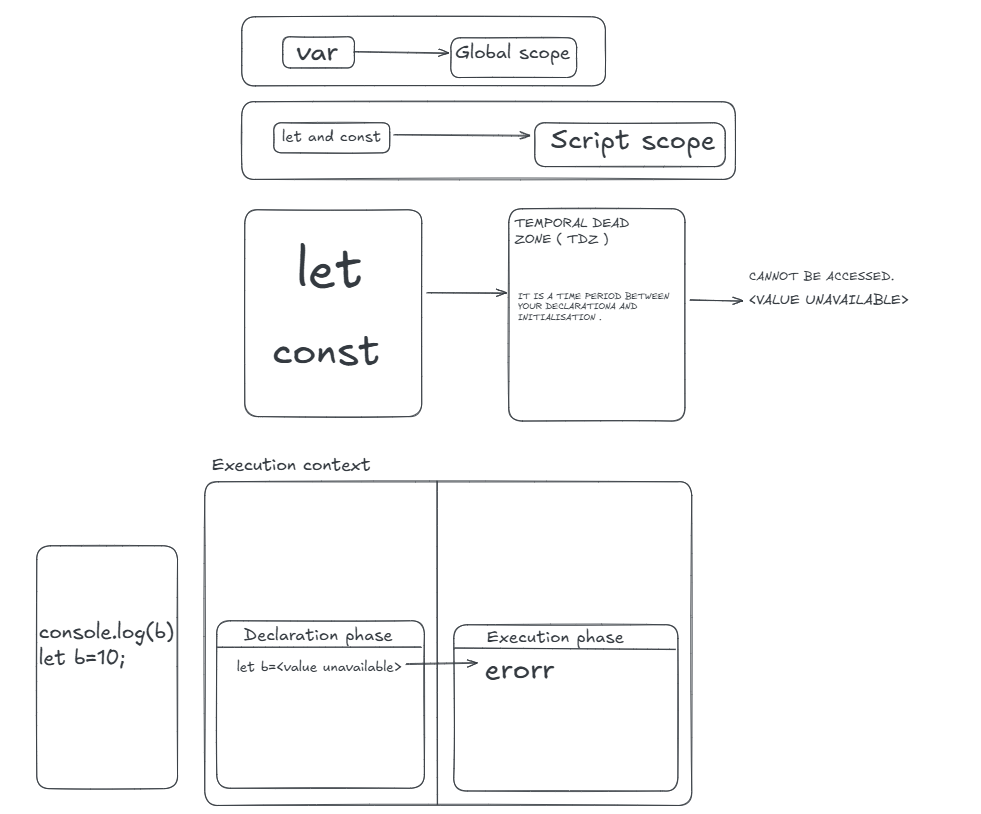 var
Global scope
let and const
Script scope
let
const
TEMPORAL DEAD
ZONE ( TDZ )
IT IS A TIME PERIOD BETWEEN
YOUR DECLARATIONA AND
INITIALISATION .
CANNOT BE ACCESSED.
<VALUE UNAVAILABLE>
Execution context
console.log(b)
let b=10;
Declaration phase
let b=<value unavailable>
Execution phase
erorr